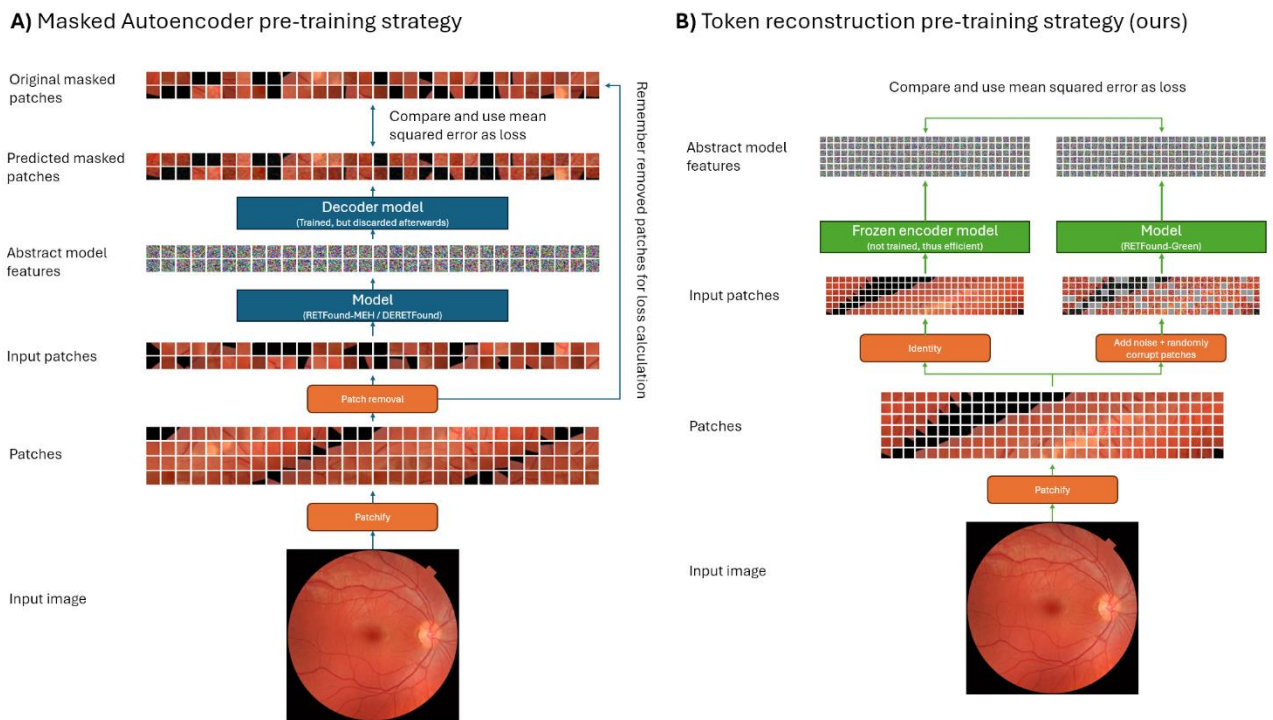 A) Masked Autoencoder pre-training strategy
Original masked
patches
Compare and use mean
squared error as loss
Predicted masked
patches
Decoder model
(Trained, but discarded afterwards)
Abstract model
features
Model
(RETFound-MEH / DERETFound)
Input patches
Patch removal
Patches
Patchify
Input image
Remember removed patches for loss calculation
B) Token reconstruction pre-training strategy (ours)
Compare and use mean squared error as loss
Abstract model
features
Frozen encoder model
(not trained, thus efficient)
Model
(RETFound-Green)
Input patches
Identity
Add noise + randomly
corrupt patches
Patches
Patchify
Input image